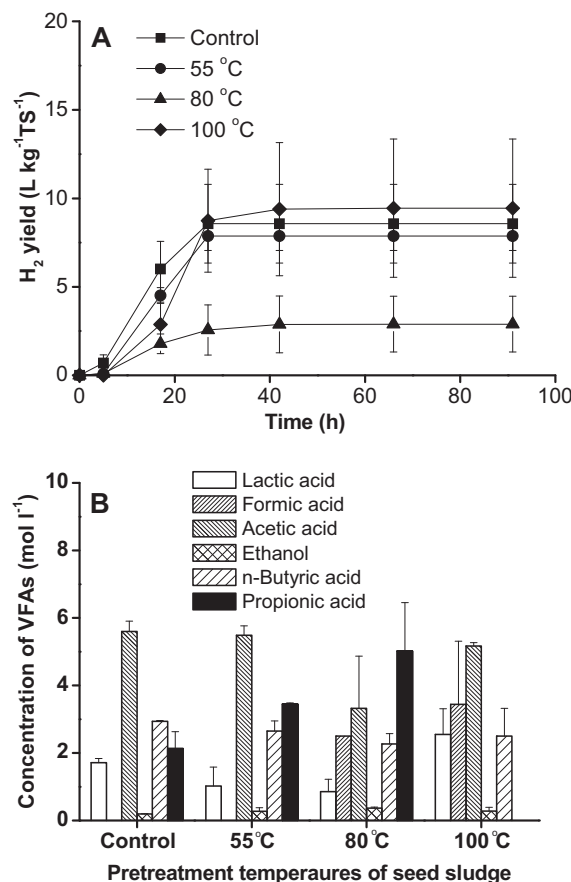 A
Control
55 °C
80 °C
100 °C
20
15
10
5
0
H₂ yield (L kg⁻¹TS⁻¹)
0 20 40 60 80 100
Time (h)
B
Lactic acid
Formic acid
Acetic acid
Ethanol
n-Butyric acid
Propionic acid
10
8
6
4
2
0
Concentration of VFAs (mol l⁻¹)
Control 55°C 80°C 100°C
Pretreatment temperaures of seed sludge